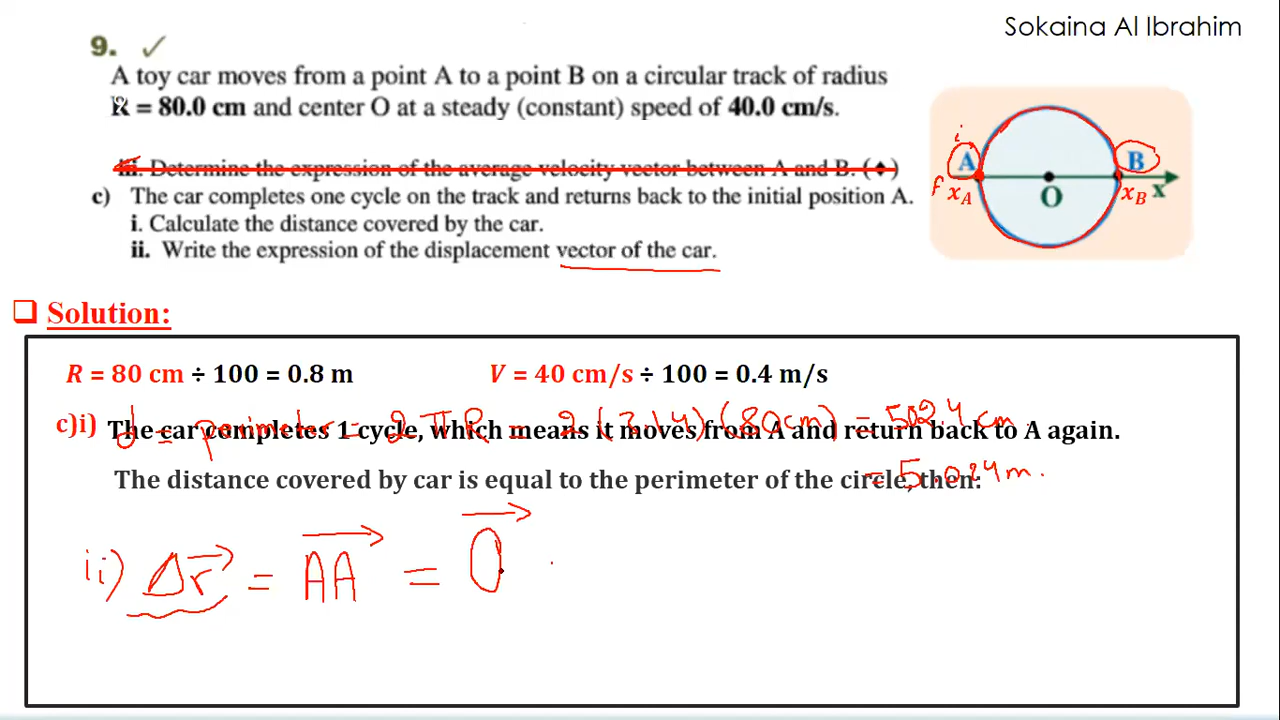 Sokaina Al Ibrahim
9. ✓
A toy car moves from a point A to a point B on a circular track of radius
R = 80.0 cm and center O at a steady (constant) speed of 40.0 cm/s.
iii. Determine the expression of the average velocity vector between A and B. (♦)
c) The car completes one cycle on the track and returns back to the initial position A.
i. Calculate the distance covered by the car.
ii. Write the expression of the displacement vector of the car.
i
A
B
f x_A
O
x_B x
❑ Solution:
R = 80 cm ÷ 100 = 0.8 m
V = 40 cm/s ÷ 100 = 0.4 m/s
d = perimeter = 2 π R = 2 (3.14) (80cm) = 502.4 cm
c)i) The car completes 1 cycle, which means it moves from A and return back to A again.
= 5.024 m.
The distance covered by car is equal to the perimeter of the circle, then:
ii) Δr⃗ = AA⃗ = O⃗